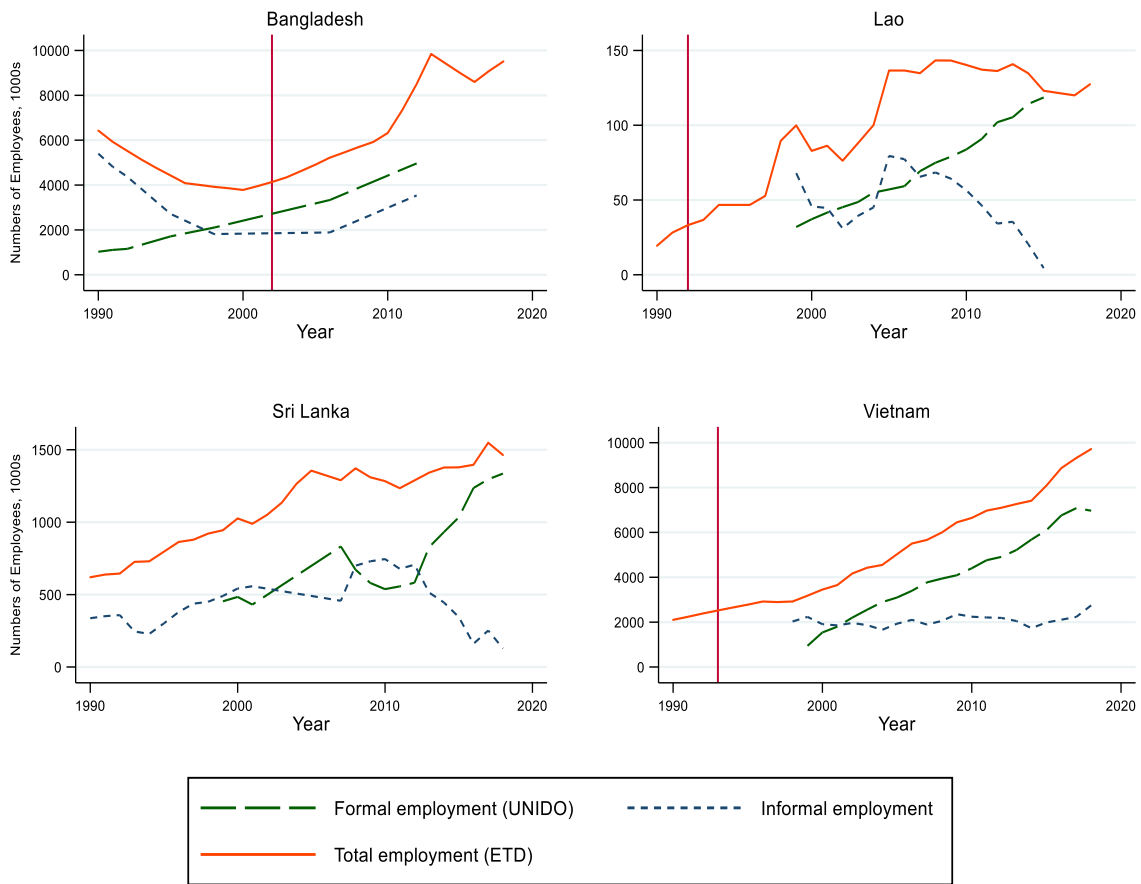 Bangladesh
Numbers of Employees, 1000s
10000
8000
6000
4000
2000
0
1990 2000 2010 2020
Year
Lao
150
100
50
0
1990 2000 2010 2020
Year
Sri Lanka
Numbers of Employees, 1000s
1500
1000
500
0
1990 2000 2010 2020
Year
Vietnam
10000
8000
6000
4000
2000
0
1990 2000 2010 2020
Year
Formal employment (UNIDO) Informal employment
Total employment (ETD)